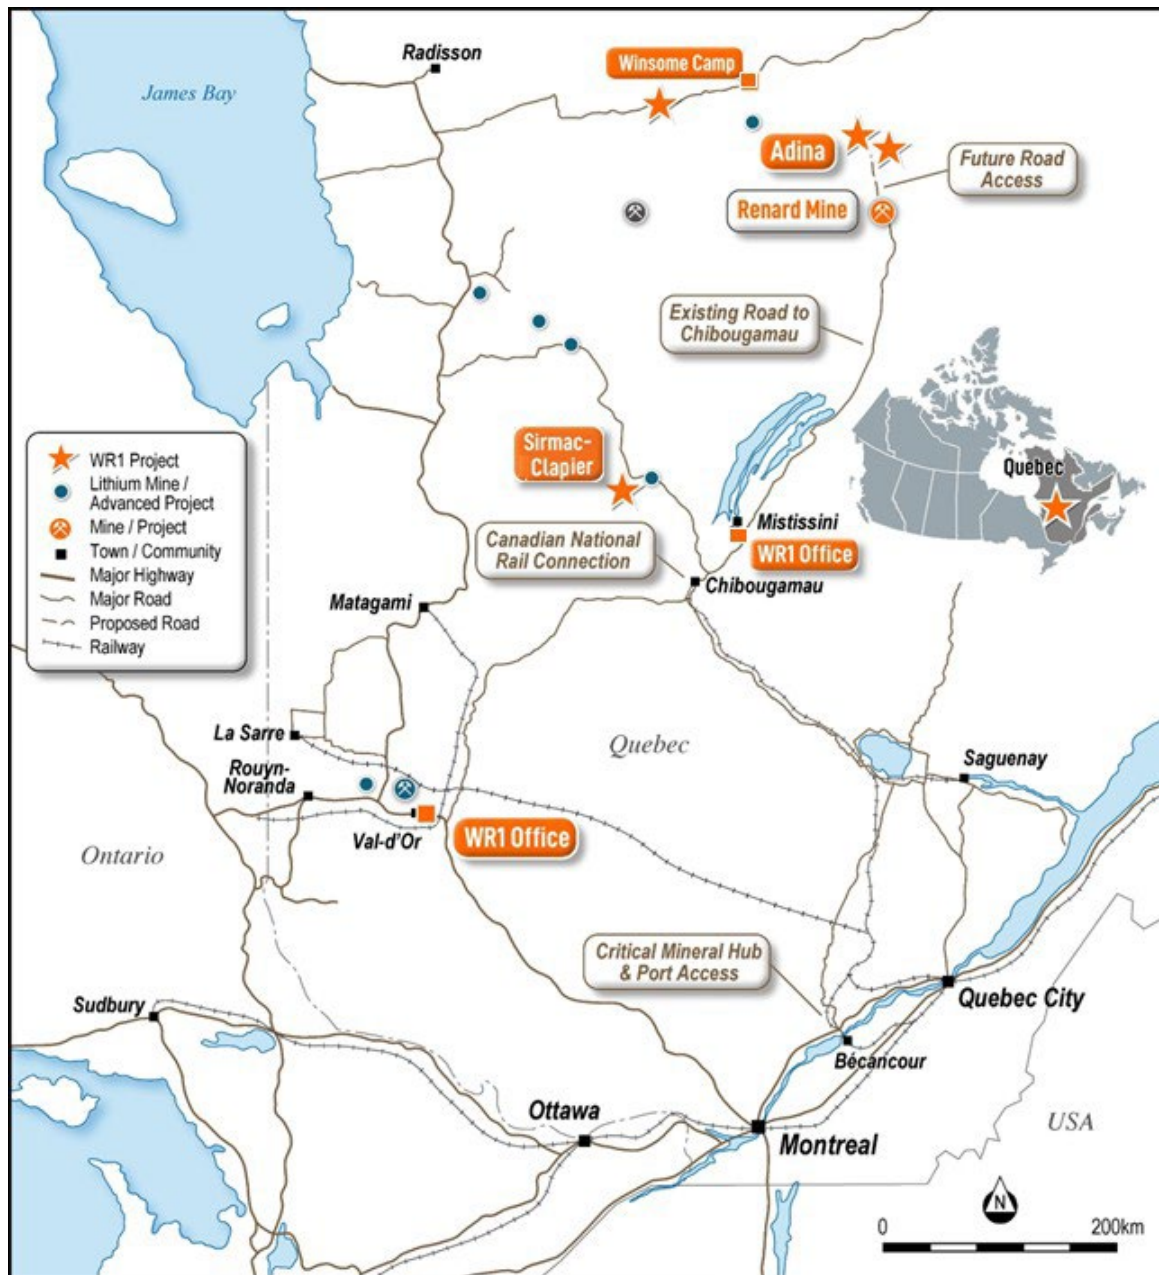 Radisson
Winsome Camp
James Bay
Adina
Future Road
Access
Renard Mine
Existing Road to
Chibougamau
Sirmac-
Clapier
Quebec
WR1 Project
Lithium Mine /
Advanced Project
Mine / Project
Town / Community
Major Highway
Major Road
Proposed Road
Railway
Mistissini
WR1 Office
Canadian National
Rail Connection
Chibougamau
Matagami
La Sarre
Quebec
Saguenay
Rouyn-
Noranda
Val-d'Or
WR1 Office
Ontario
Critical Mineral Hub
& Port Access
Sudbury
Quebec City
Bécancour
Ottawa
Montreal
USA
N
0 200km